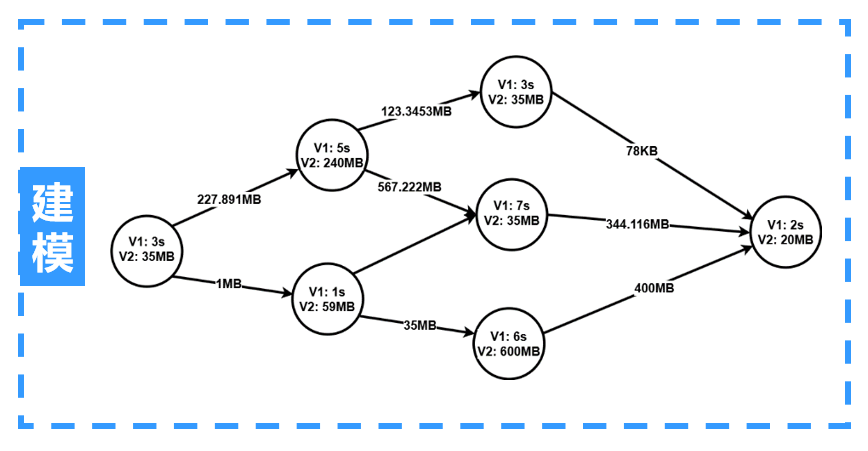 建
模
V1: 3s
V2: 35MB
227.891MB
1MB
V1: 5s
V2: 240MB
V1: 1s
V2: 59MB
123.3453MB
567.222MB
35MB
V1: 3s
V2: 35MB
V1: 7s
V2: 35MB
V1: 6s
V2: 600MB
78KB
344.116MB
400MB
V1: 2s
V2: 20MB